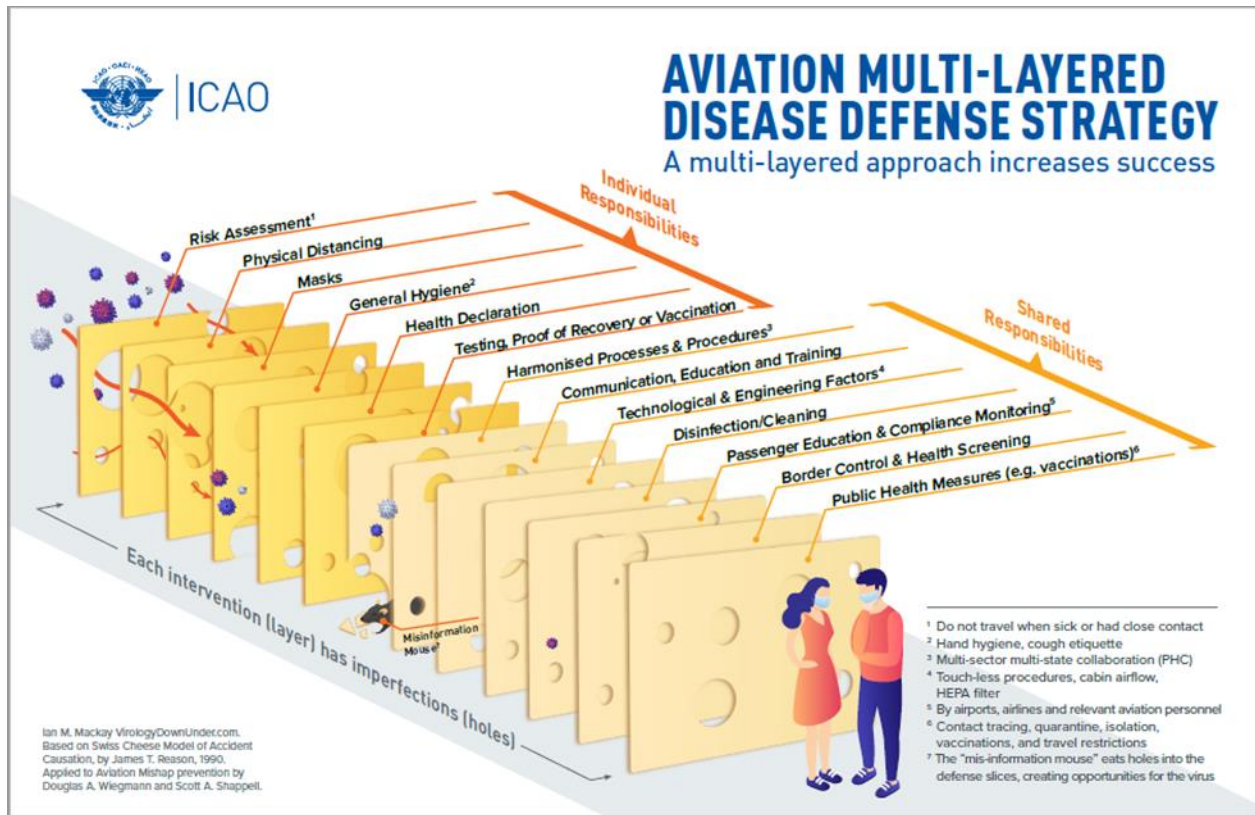 ICAO · OACI · ИКАО
ICAO
AVIATION MULTI-LAYERED
DISEASE DEFENSE STRATEGY
A multi-layered approach increases success
Individual
Responsibilities
Risk Assessment¹
Physical Distancing
Masks
General Hygiene²
Health Declaration
Testing, Proof of Recovery or Vaccination
Shared
Responsibilities
Harmonised Processes & Procedures³
Communication, Education and Training
Technological & Engineering Factors⁴
Disinfection/Cleaning
Passenger Education & Compliance Monitoring⁵
Border Control & Health Screening
Public Health Measures (e.g. vaccinations)⁶
Misinformation
Mouse⁷
Each intervention (layer) has imperfections (holes)
¹ Do not travel when sick or had close contact
² Hand hygiene, cough etiquette
³ Multi-sector multi-state collaboration (PHC)
⁴ Touch-less procedures, cabin airflow,
HEPA filter
⁵ By airports, airlines and relevant aviation personnel
⁶ Contact tracing, quarantine, isolation,
vaccinations, and travel restrictions
⁷ The “mis-information mouse” eats holes into the
defense slices, creating opportunities for the virus
Ian M. Mackay VirologyDownUnder.com.
Based on Swiss Cheese Model of Accident
Causation, by James T. Reason, 1990.
Applied to Aviation Mishap prevention by
Douglas A. Wiegmann and Scott A. Shappell.